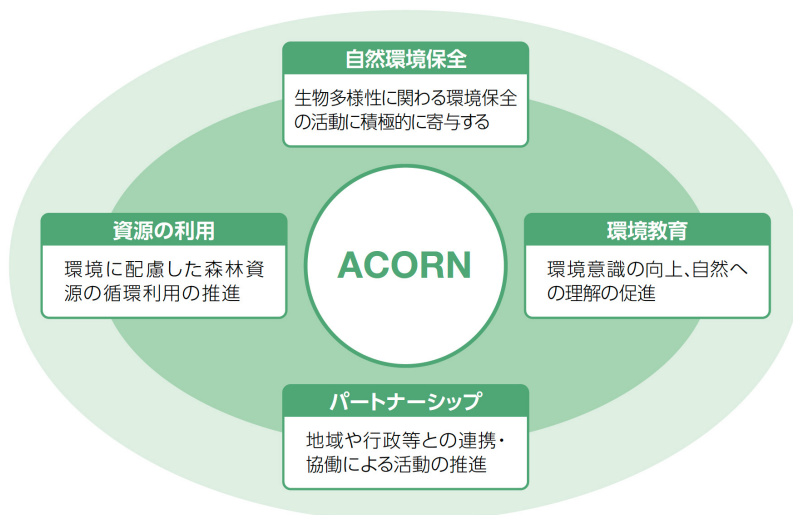 自然環境保全
生物多様性に関わる環境保全
の活動に積極的に寄与する
資源の利用
環境に配慮した森林資
源の循環利用の推進
ACORN
環境教育
環境意識の向上、自然へ
の理解の促進
パートナーシップ
地域や行政等との連携・
協働による活動の推進